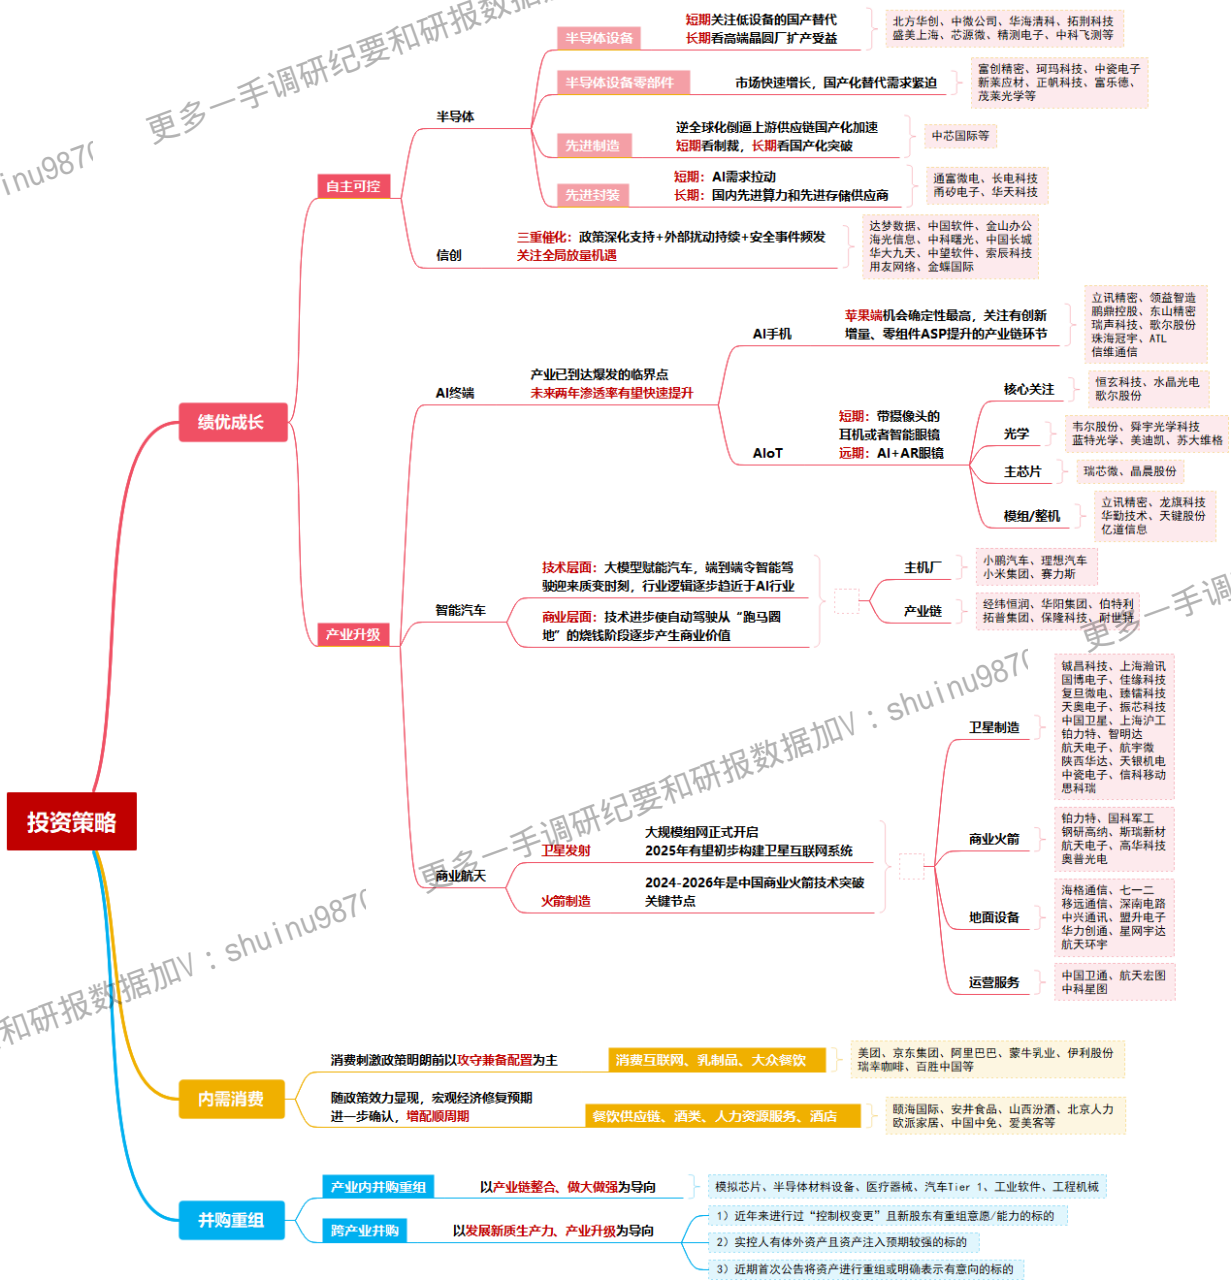 投资策略
绩优成长
自主可控
半导体
半导体设备
短期关注低设备的国产替代
长期看高端晶圆厂扩产受益
北方华创、中微公司、华海清科、拓荆科技
盛美上海、芯源微、精测电子、中科飞测等
半导体设备零部件
市场快速增长，国产化替代需求紧迫
富创精密、珂玛科技、中瓷电子
新莱应材、正帆科技、富乐德、
茂莱光学等
先进制造
逆全球化倒逼上游供应链国产化加速
短期看制裁，长期看国产化突破
中芯国际等
先进封装
短期：AI需求拉动
长期：国内先进算力和先进存储供应商
通富微电、长电科技
甬矽电子、华天科技
信创
三重催化：政策深化支持+外部扰动持续+安全事件频发
关注全局放量机遇
达梦数据、中国软件、金山办公
海光信息、中科曙光、中国长城
华大九天、中望软件、索辰科技
用友网络、金蝶国际
产业升级
AI终端
产业已到达爆发的临界点
未来两年渗透率有望快速提升
AI手机
苹果端机会确定性最高，关注有创新
增量、零组件ASP提升的产业链环节
立讯精密、领益智造
鹏鼎控股、东山精密
瑞声科技、歌尔股份
珠海冠宇、ATL
信维通信
AIoT
短期：带摄像头的
耳机或者智能眼镜
远期：AI+AR眼镜
核心关注
恒玄科技、水晶光电
歌尔股份
光学
韦尔股份、舜宇光学科技
蓝特光学、美迪凯、苏大维格
主芯片
瑞芯微、晶晨股份
模组/整机
立讯精密、龙旗科技
华勤技术、天键股份
亿道信息
智能汽车
技术层面：大模型赋能汽车，端到端令智能驾
驶迎来质变时刻，行业逻辑逐步趋近于AI行业
商业层面：技术进步使自动驾驶从“跑马圈
地”的烧钱阶段逐步产生商业价值
主机厂
小鹏汽车、理想汽车
小米集团、赛力斯
产业链
经纬恒润、华阳集团、伯特利
拓普集团、保隆科技、耐世特
商业航天
卫星发射
大规模组网正式开启
2025年有望初步构建卫星互联网系统
火箭制造
2024-2026年是中国商业火箭技术突破
关键节点
卫星制造
铖昌科技、上海瀚讯
国博电子、佳缘科技
复旦微电、臻镭科技
天奥电子、振芯科技
中国卫星、上海沪工
铂力特、智明达
航天电子、航宇微
陕西华达、天银机电
中瓷电子、信科移动
思科瑞
商业火箭
铂力特、国科军工
钢研高纳、斯瑞新材
航天电子、高华科技
奥普光电
地面设备
海格通信、七一二
移远通信、深南电路
中兴通讯、盟升电子
华力创通、星网宇达
航天环宇
运营服务
中国卫通、航天宏图
中科星图
内需消费
消费刺激政策明朗前以攻守兼备配置为主
消费互联网、乳制品、大众餐饮
美团、京东集团、阿里巴巴、蒙牛乳业、伊利股份
瑞幸咖啡、百胜中国等
随政策效力显现，宏观经济修复预期
进一步确认，增配顺周期
餐饮供应链、酒类、人力资源服务、酒店
颐海国际、安井食品、山西汾酒、北京人力
欧派家居、中国中免、爱美客等
并购重组
产业内并购重组
以产业链整合、做大做强为导向
模拟芯片、半导体材料设备、医疗器械、汽车Tier 1、工业软件、工程机械
跨产业并购
以发展新质生产力、产业升级为导向
1）近年来进行过“控制权变更”且新股东有重组意愿/能力的标的
2）实控人有体外资产且资产注入预期较强的标的
3）近期首次公告将资产进行重组或明确表示有意向的标的
更多一手调研纪要和研报数据
inu9870
更多一手调研纪要和研报数据加V：shuinu9870
更多一手调
和研报数据加V：shuinu9870